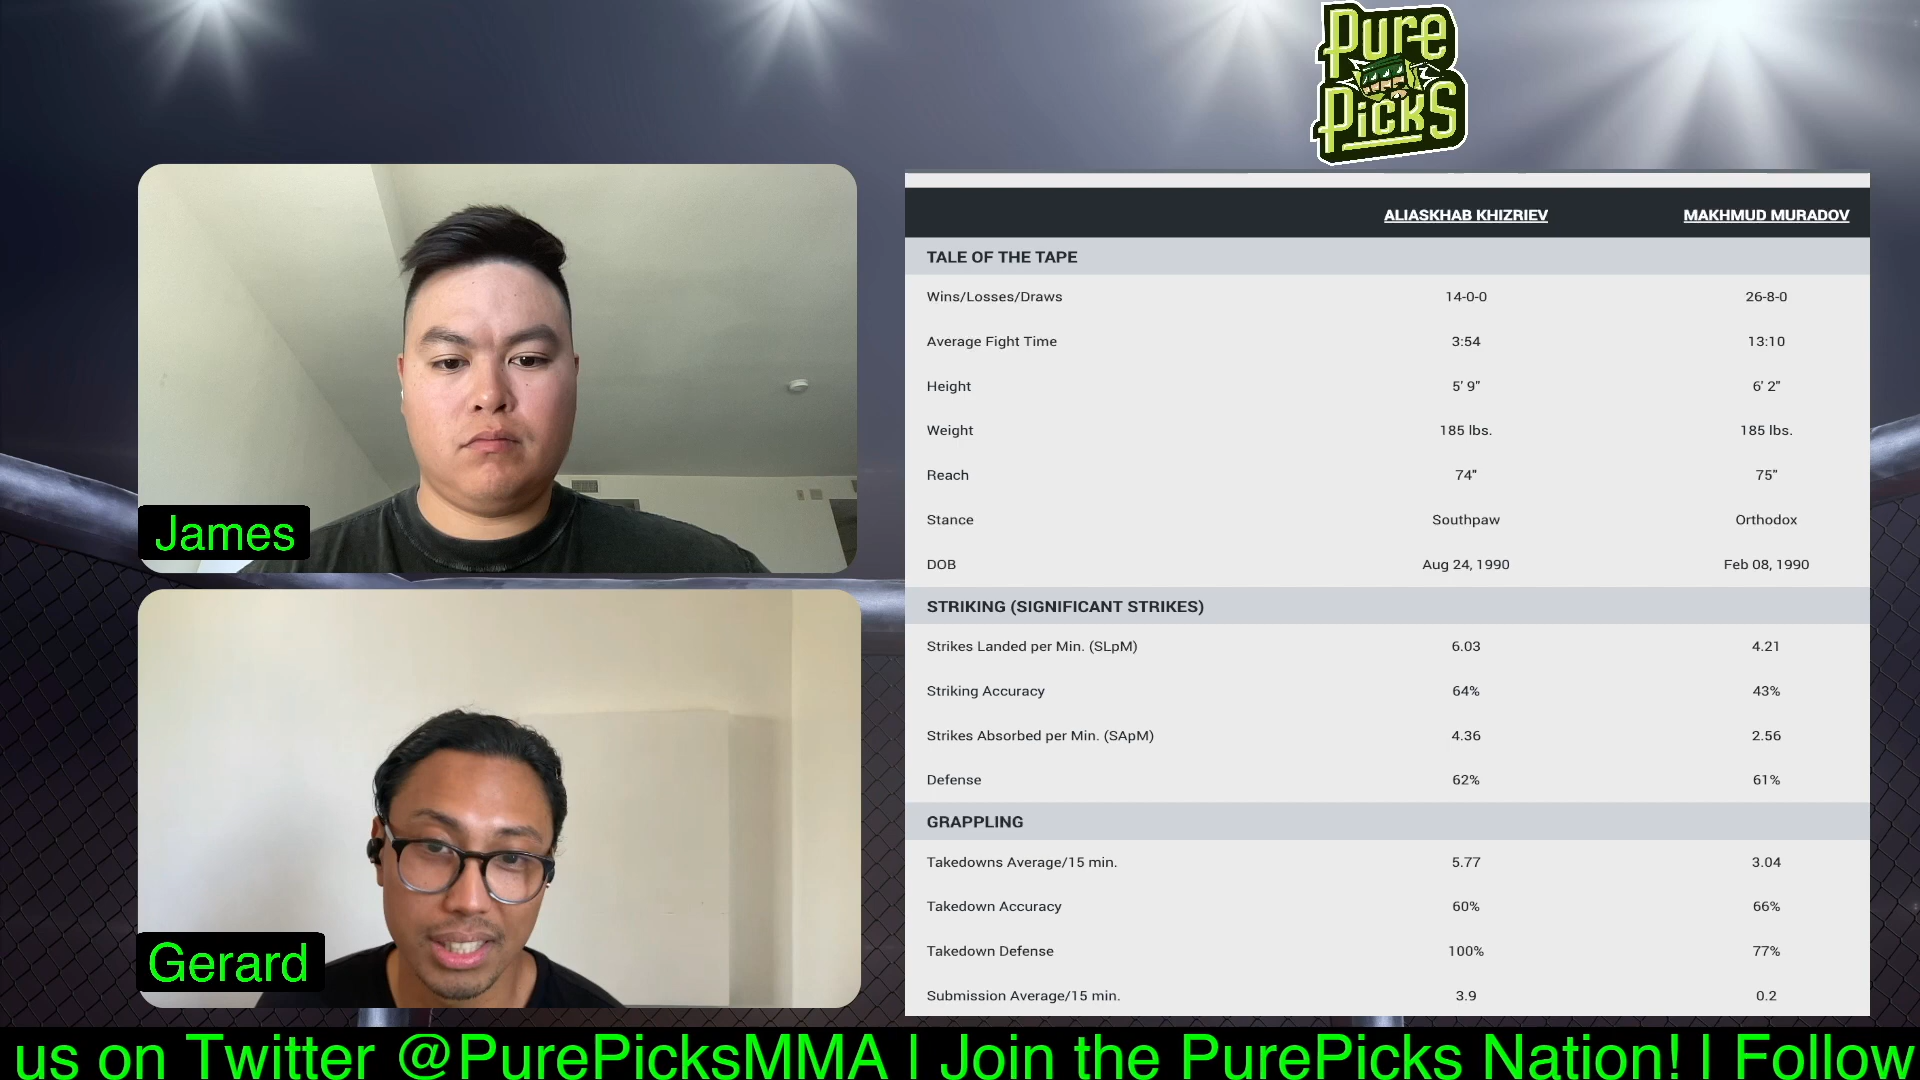 Pure
Picks
James
Gerard
ALIASKHAB KHIZRIEV MAKHMUD MURADOV
TALE OF THE TAPE
Wins/Losses/Draws 14-0-0 26-8-0
Average Fight Time 3:54 13:10
Height 5' 9" 6' 2"
Weight 185 lbs. 185 lbs.
Reach 74" 75"
Stance Southpaw Orthodox
DOB Aug 24, 1990 Feb 08, 1990
STRIKING (SIGNIFICANT STRIKES)
Strikes Landed per Min. (SLpM) 6.03 4.21
Striking Accuracy 64% 43%
Strikes Absorbed per Min. (SApM) 4.36 2.56
Defense 62% 61%
GRAPPLING
Takedowns Average/15 min. 5.77 3.04
Takedown Accuracy 60% 66%
Takedown Defense 100% 77%
Submission Average/15 min. 3.9 0.2
us on Twitter @PurePicksMMA | Join the PurePicks Nation! | Follow